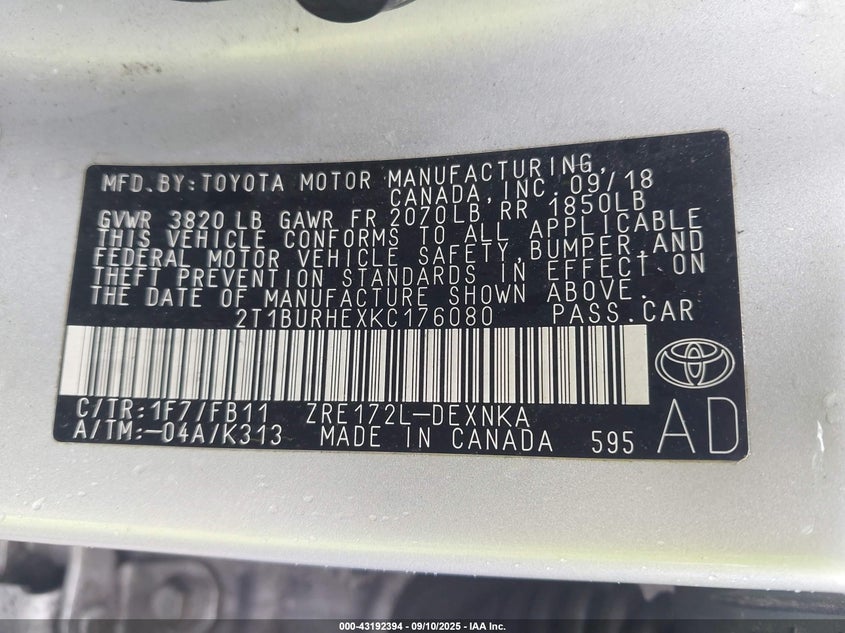 MFD.BY:TOYOTA MOTOR MANUFACTURING,
CANADA,INC. 09/18
GVWR 3820 LB GAWR FR 2070LB RR 1850LB
THIS VEHICLE CONFORMS TO ALL APPLICABLE
FEDERAL MOTOR VEHICLE SAFETY,BUMPER,AND
THEFT PREVENTION STANDARDS IN EFFECT ON
THE DATE OF MANUFACTURE SHOWN ABOVE.
2T1BURHEXKC176080 PASS.CAR
C/TR:1F7/FB11 ZRE172L-DEXNKA
A/TM:-04A/K313 MADE IN CANADA 595 AD
000-43192394 - 09/10/2025 - IAA Inc.